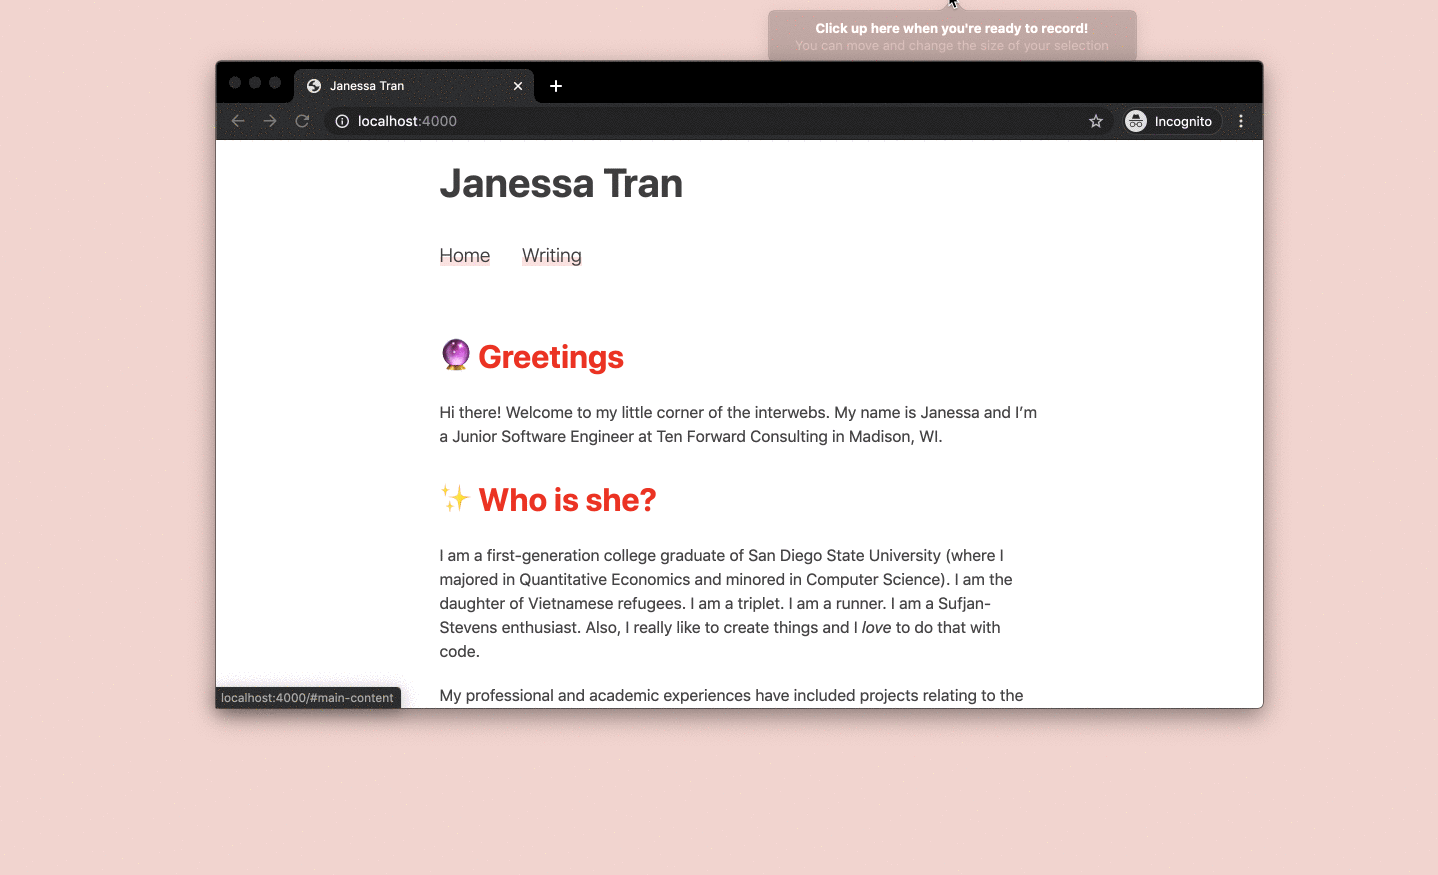 Click up here when you're ready to record!
You can move and change the size of your selection
Janessa Tran
localhost:4000
Incognito
Janessa Tran
Home Writing
🔮 Greetings
Hi there! Welcome to my little corner of the interwebs. My name is Janessa and I’m
a Junior Software Engineer at Ten Forward Consulting in Madison, WI.
✨ Who is she?
I am a first-generation college graduate of San Diego State University (where I
majored in Quantitative Economics and minored in Computer Science). I am the
daughter of Vietnamese refugees. I am a triplet. I am a runner. I am a Sufjan-
Stevens enthusiast. Also, I really like to create things and I love to do that with
code.
My professional and academic experiences have included projects relating to the
localhost:4000/#main-content